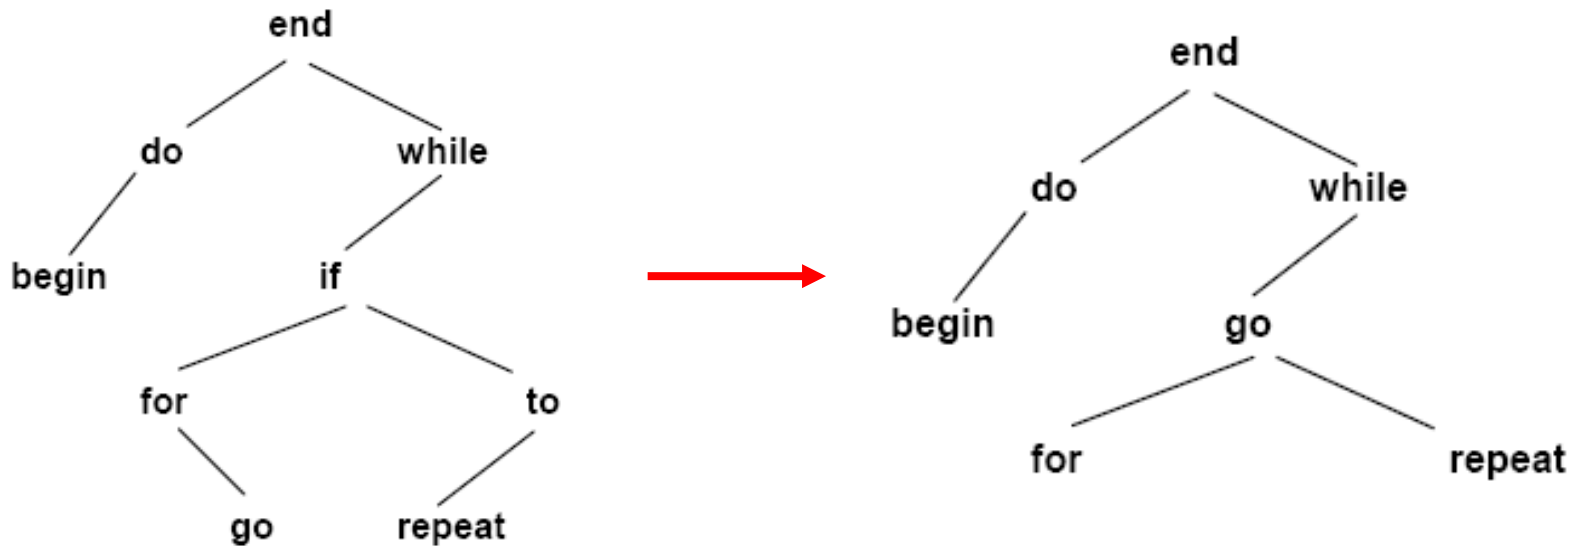 end
do while
begin if
for to
go repeat
end
do while
begin go
for repeat